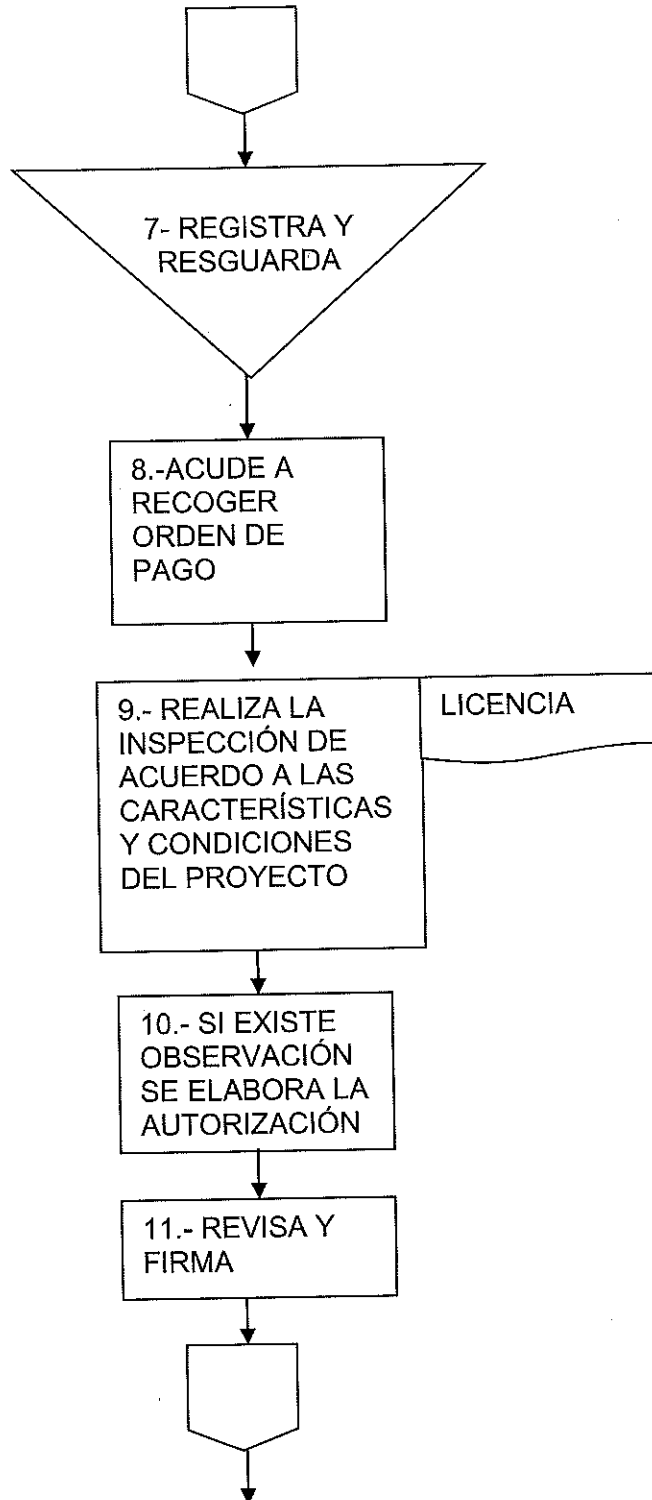 7- REGISTRA Y
RESGUARDA
8.-ACUDE A
RECOGER
ORDEN DE
PAGO
9.- REALIZA LA
INSPECCIÓN DE
ACUERDO A LAS
CARACTERÍSTICAS
Y CONDICIONES
DEL PROYECTO
LICENCIA
10.- SI EXISTE
OBSERVACIÓN
SE ELABORA LA
AUTORIZACIÓN
11.- REVISA Y
FIRMA